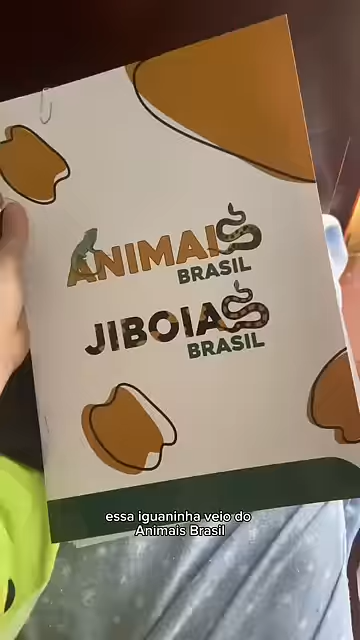 ANIMAIS
BRASIL
JIBOIAS
BRASIL
essa iguaninha veio do
Animais Brasil